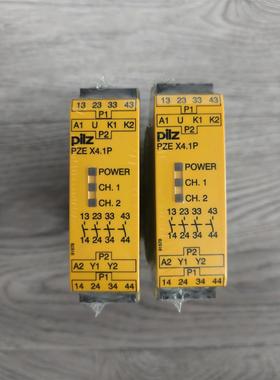 13 23 33 43
P1
A1 U K1 K2
P2
pilz
PZE X4.1P
POWER
CH. 1
CH. 2
13 23 33 43
14 24 34 44
P2
A2 Y1 Y2
P1
14 24 34 44
13 23 33 43
P1
A1 U K1 K2
P2
pilz
PZE X4.1P
POWER
CH. 1
CH. 2
13 23 33 43
14 24 34 44
P2
A2 Y1 Y2
P1
14 24 34 44